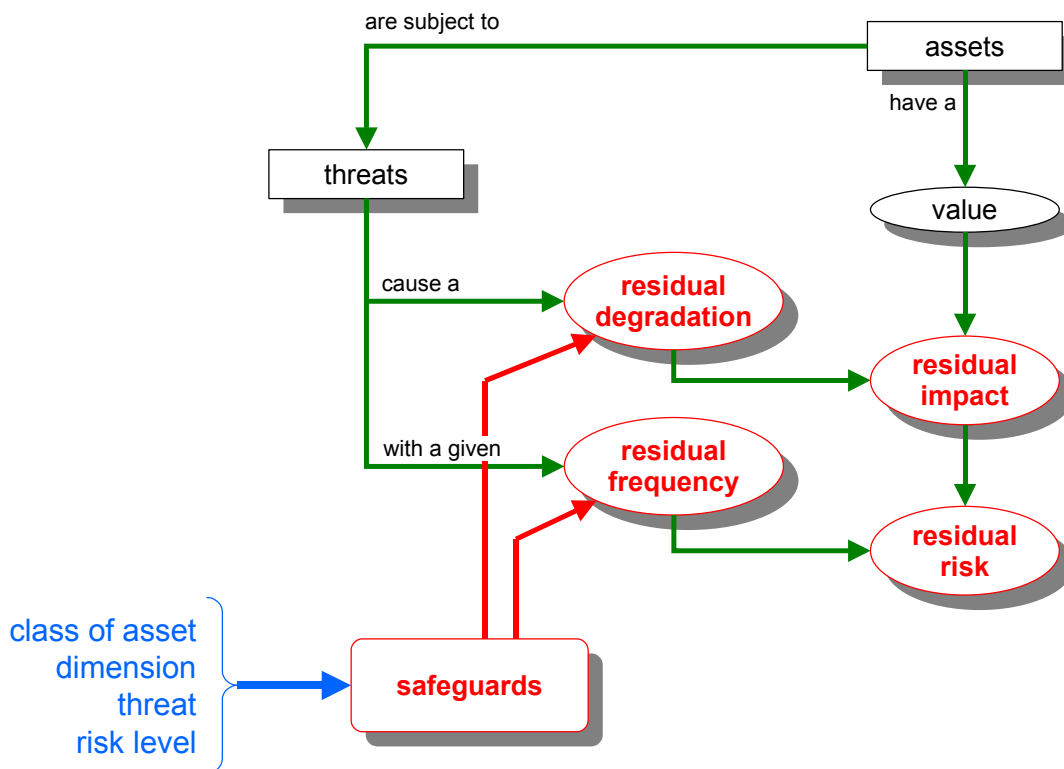 are subject to
assets
have a
threats
value
cause a
residual
degradation
residual
impact
with a given
residual
frequency
residual
risk
class of asset
dimension
threat
risk level
safeguards